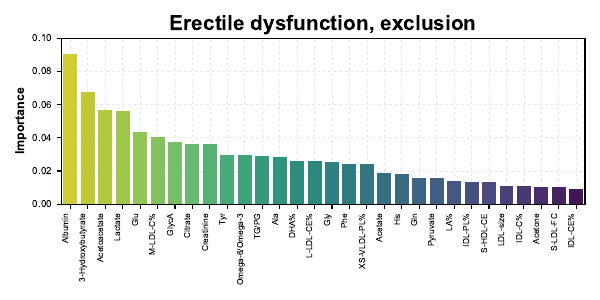 Erectile dysfunction, exclusion
Importance
0.10
0.08
0.06
0.04
0.02
0.00
Albumin
3-Hydroxybutyrate
Acetoacetate
Lactate
Glu
M-LDL-C%
GlycA
Citrate
Creatinine
Tyr
Omega-6/Omega-3
TG/PG
Ala
DHA%
L-LDL-CE%
Gly
Phe
XS-VLDL-PL%
Acetate
His
Gln
Pyruvate
LA%
IDL-PL%
S-HDL-CE
LDL-size
IDL-C%
Acetone
S-LDL-FC
IDL-CE%